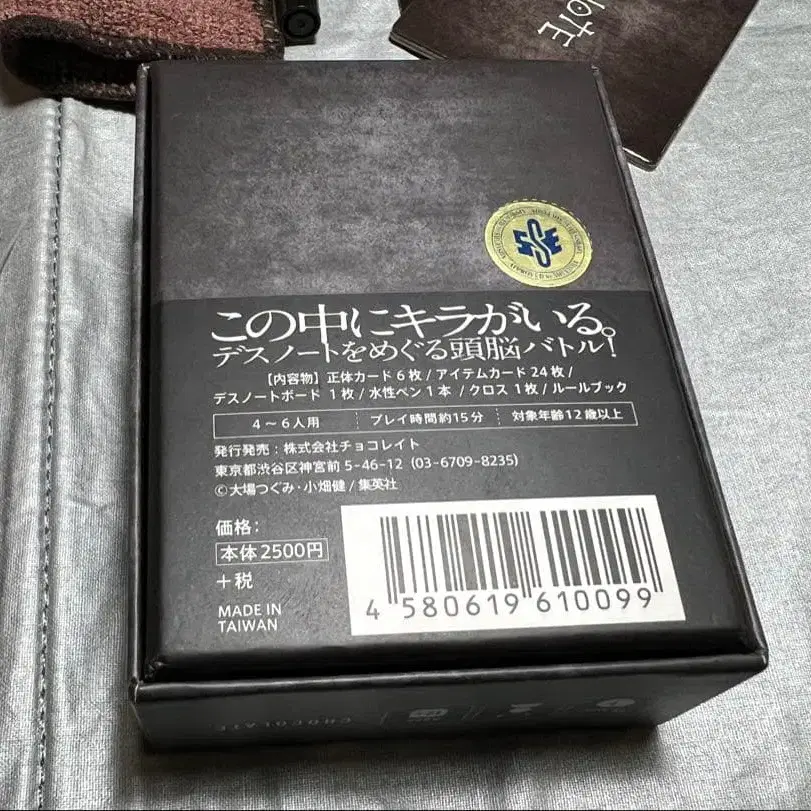 NOTE
この中にキラがいる。
デスノートをめぐる頭脳バトル!
【内容物】正体カード6枚/アイテムカード24枚/
デスノートボード 1枚/水性ペン1本/クロス1枚/ルールブック
4〜6人用 プレイ時間約15分 対象年齢12歳以上
発行発売:株式会社チョコレイト
東京都渋谷区神宮前5-46-12 (03-6709-8235)
©大場つぐみ・小畑健/集英社
価格:
本体2500円
+税
MADE IN
TAIWAN
4 580619 610099
CHOCOLATE